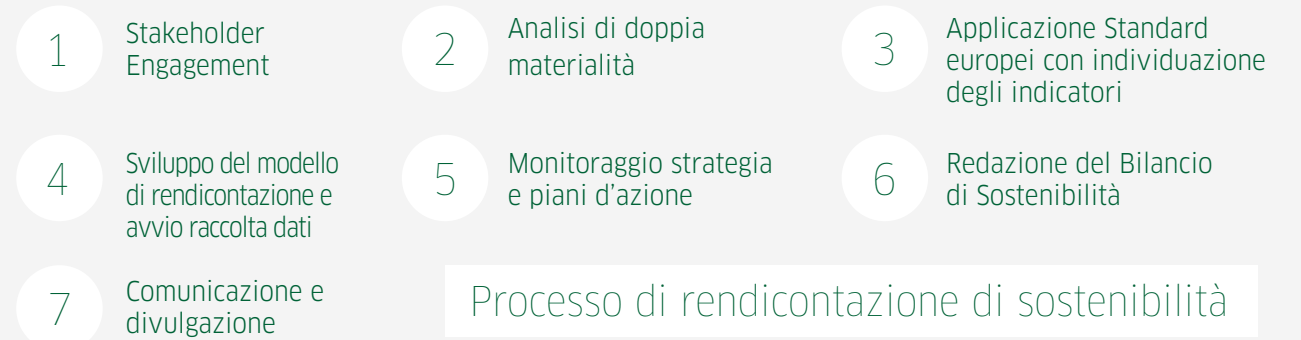 1
Stakeholder
Engagement
2
Analisi di doppia
materialità
3
Applicazione Standard
europei con individuazione
degli indicatori
4
Sviluppo del modello
di rendicontazione e
avvio raccolta dati
5
Monitoraggio strategia
e piani d'azione
6
Redazione del Bilancio
di Sostenibilità
7
Comunicazione e
divulgazione
Processo di rendicontazione di sostenibilità